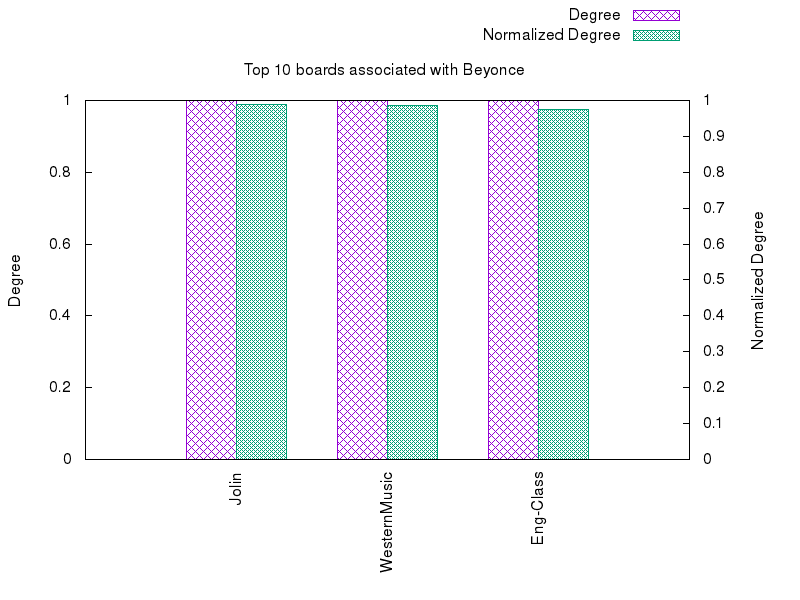 Degree
Normalized Degree
Top 10 boards associated with Beyonce
1
0.8
0.6
0.4
0.2
0
1
0.9
0.8
0.7
0.6
0.5
0.4
0.3
0.2
0.1
0
Degree
Normalized Degree
Jolin
WesternMusic
Eng-Class